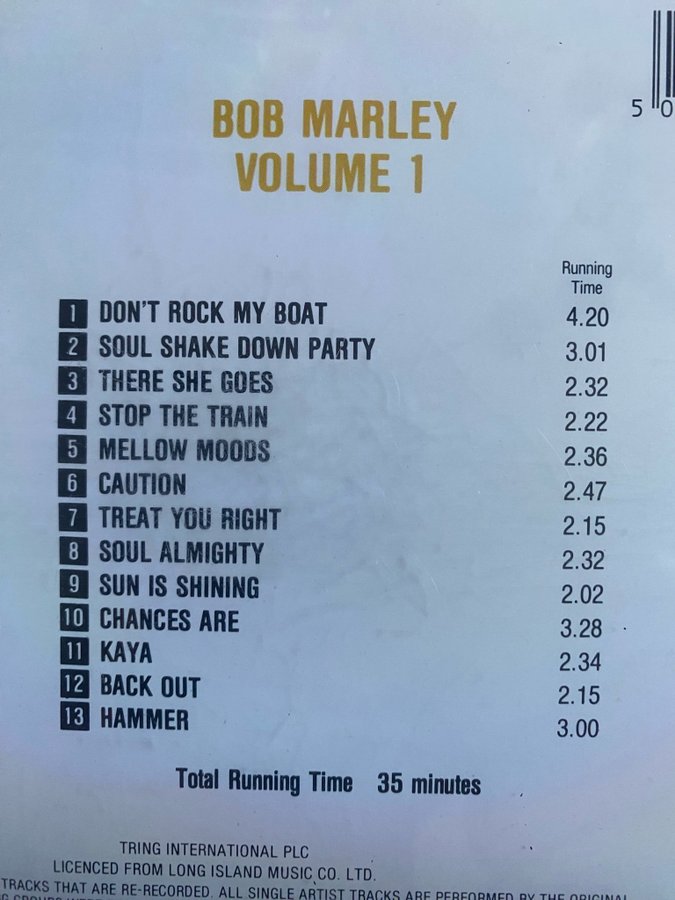 5 0
BOB MARLEY
VOLUME 1
Running
Time
1 DON'T ROCK MY BOAT 4.20
2 SOUL SHAKE DOWN PARTY 3.01
3 THERE SHE GOES 2.32
4 STOP THE TRAIN 2.22
5 MELLOW MOODS 2.36
6 CAUTION 2.47
7 TREAT YOU RIGHT 2.15
8 SOUL ALMIGHTY 2.32
9 SUN IS SHINING 2.02
10 CHANCES ARE 3.28
11 KAYA 2.34
12 BACK OUT 2.15
13 HAMMER 3.00
Total Running Time 35 minutes
TRING INTERNATIONAL PLC
LICENCED FROM LONG ISLAND MUSIC CO. LTD.
TRACKS THAT ARE RE-RECORDED. ALL SINGLE ARTIST TRACKS ARE PERFORMED BY THE ORIGINAL